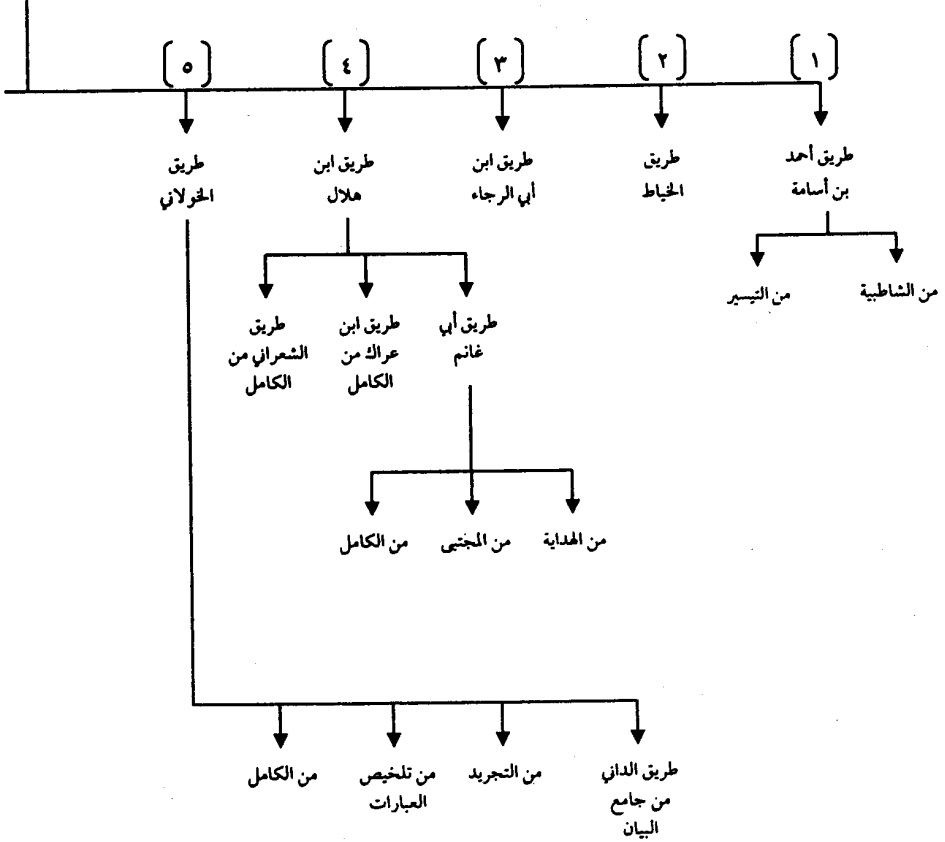 (١)
(٢)
(٣)
(٤)
(٥)
طريق أحمد
بن أسامة
طريق
الخياط
طريق ابن
أبي الرجاء
طريق ابن
هلال
طريق
الخولاني
من الشاطبية
من التيسير
طريق أبي
غانم
طريق ابن
عراك من
الكامل
طريق
الشعراني من
الكامل
من الهداية
من المجتبى
من الكامل
طريق الداني
من جامع
البيان
من التجريد
من تلخيص
العبارات
من الكامل